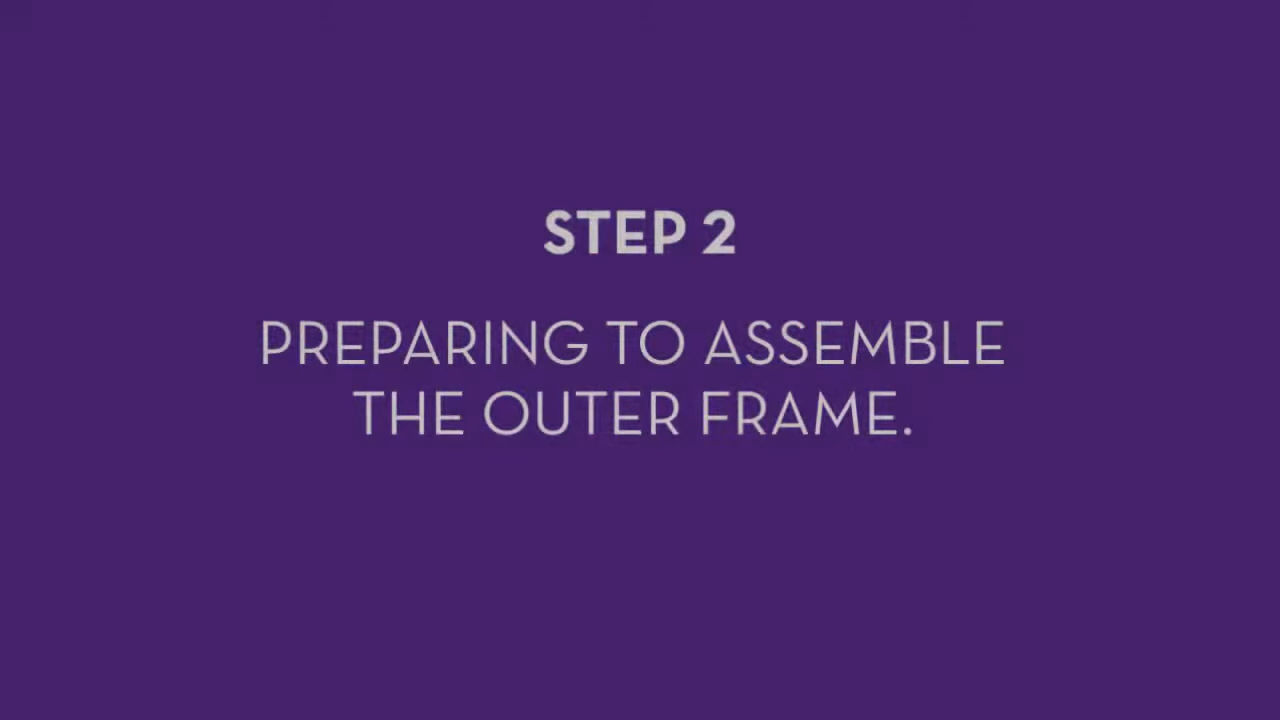 STEP 2
PREPARING TO ASSEMBLE
THE OUTER FRAME.